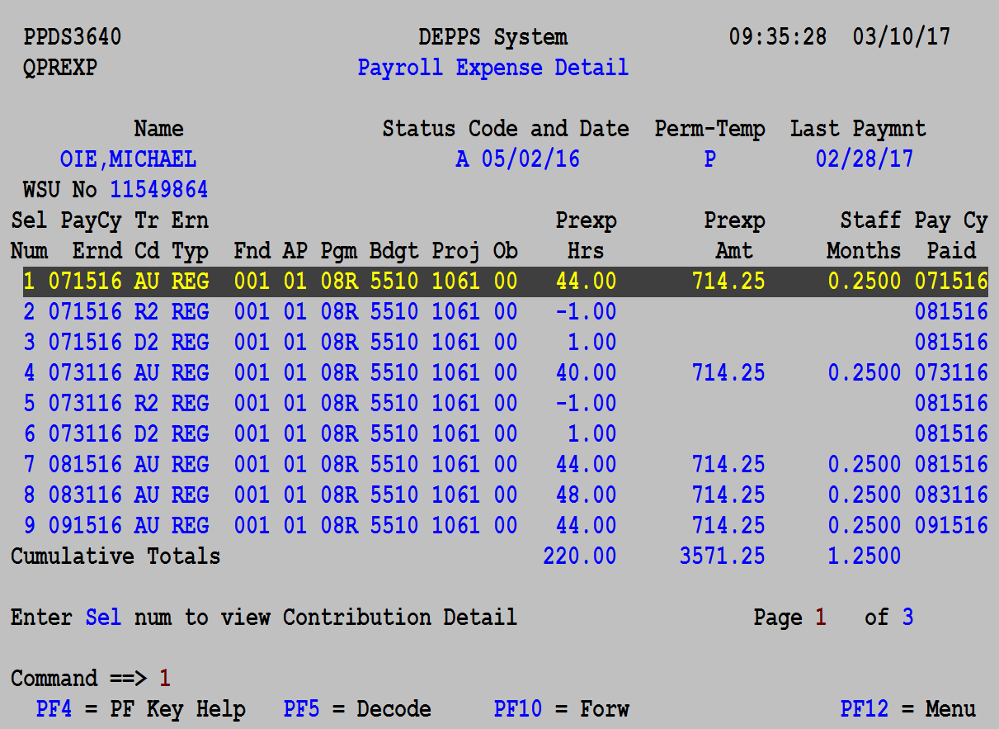 PPDS3640 DEPPS System 09:35:28 03/10/17
QPREXP Payroll Expense Detail
Name Status Code and Date Perm-Temp Last Paymnt
OIE,MICHAEL A 05/02/16 P 02/28/17
WSU No 11549864
Sel PayCy Tr Ern Prexp Prexp Staff Pay Cy
Num Ernd Cd Typ Fnd AP Pgm Bdgt Proj Ob Hrs Amt Months Paid
1 071516 AU REG 001 01 08R 5510 1061 00 44.00 714.25 0.2500 071516
2 071516 R2 REG 001 01 08R 5510 1061 00 -1.00 081516
3 071516 D2 REG 001 01 08R 5510 1061 00 1.00 081516
4 073116 AU REG 001 01 08R 5510 1061 00 40.00 714.25 0.2500 073116
5 073116 R2 REG 001 01 08R 5510 1061 00 -1.00 081516
6 073116 D2 REG 001 01 08R 5510 1061 00 1.00 081516
7 081516 AU REG 001 01 08R 5510 1061 00 44.00 714.25 0.2500 081516
8 083116 AU REG 001 01 08R 5510 1061 00 48.00 714.25 0.2500 083116
9 091516 AU REG 001 01 08R 5510 1061 00 44.00 714.25 0.2500 091516
Cumulative Totals 220.00 3571.25 1.2500
Enter Sel num to view Contribution Detail Page 1 of 3
Command ==> 1
PF4 = PF Key Help PF5 = Decode PF10 = Forw PF12 = Menu